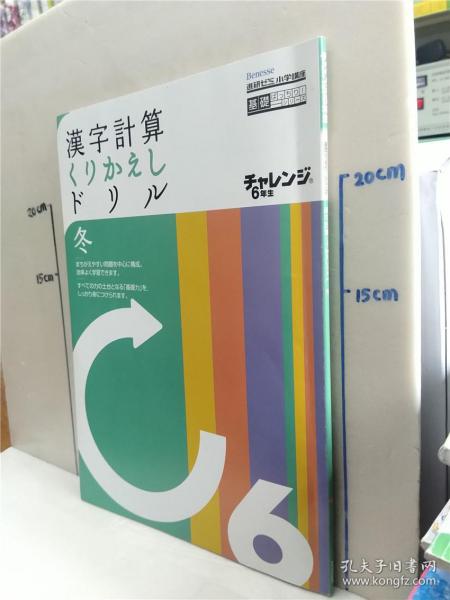 Benesse
進研ゼミ 小学講座
基礎
漢字計算
くりかえし
ドリル
チャレンジ®
6年生
冬
まちがえやすい問題を中心に構成。
効率よく学習できます。
すべての力の土台となる「基礎力」を、
しっかり身につけられます。
6
20cm
15cm
20cm
15cm
孔夫子旧书网
www.kongfz.com